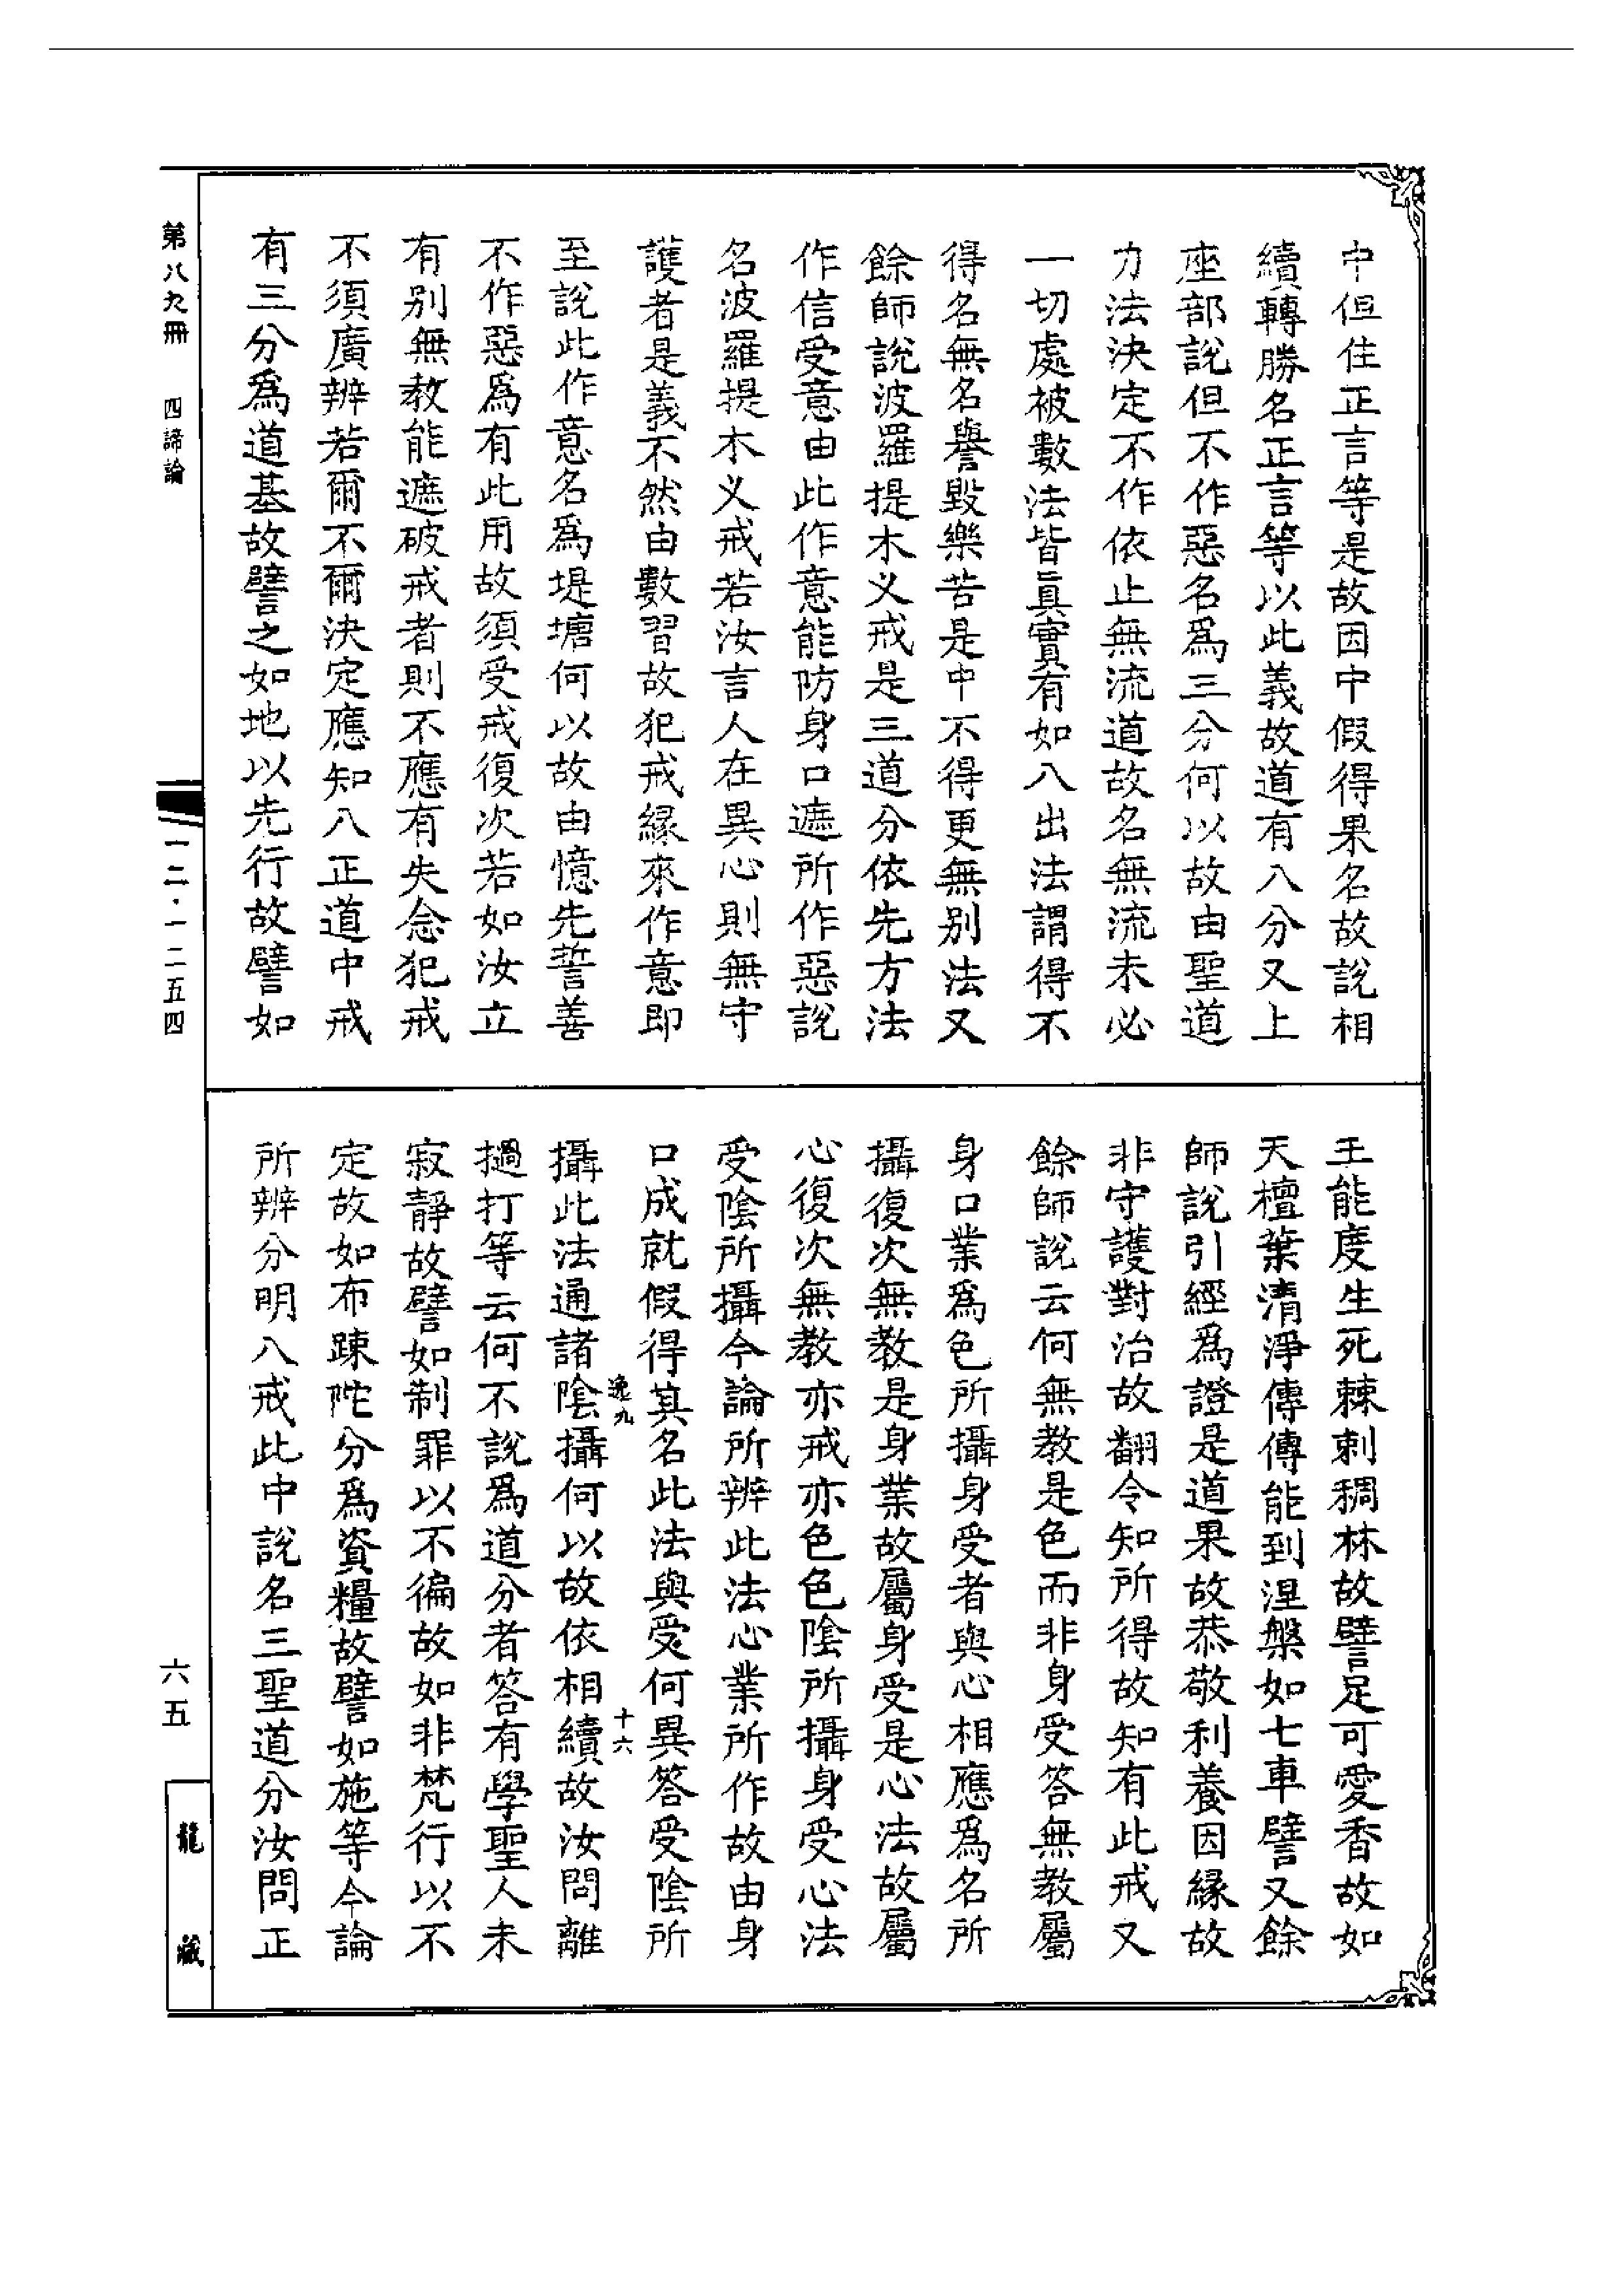 中但住正言等是故因中假得果名故說相
續轉勝名正言等以此義故道有八分又上
座部說但不作惡名爲三分何以故由聖道
力法決定不作依止無流道故名無流未必
一切處被數法皆眞實有如八出法謂得不
得名無名譽毀樂苦是中不得更無別法又
餘師說波羅提木义戒是三道分依先方法
作信受意由此作意能防身口遮所作惡說
名波羅提木义戒若汝言人在異心則無守
護者是義不然由數習故犯戒緣來作意即
至說此作意名爲堤塘何以故由憶先誓善
不作惡爲有此用故須受戒復次若如汝立
有別無教能遮破戒者則不應有失念犯戒
不須廣辨若爾不爾決定應知八正道中戒
有三分爲道基故譬之如地以先行故譬如
王能度生死棘刺稠林故譬足可愛香故如
天檀葉清淨傳傳能到涅槃如七車譬又餘
師說引經爲證是道果故恭敬利養因緣故
非守護對治故翻令知所得故知有此戒又
餘師說云何無教是色而非身受答無教屬
身口業爲色所攝身受者與心相應爲名所
攝復次無教是身業故屬身受是心法故屬
心復次無教亦戒亦色色陰所攝身受心法
受陰所攝今論所辨此法心業所作故由身
口成就假得其名此法與受何異答受陰所
攝此法通諸陰攝何以故依相續故汝問離
逸九
十六
撾打等云何不說爲道分者答有學聖人未
寂靜故譬如制罪以不徧故如非梵行以不
定故如布踈陀分爲資糧故譬如施等今論
所辨分明八戒此中說名三聖道分汝問正
第八九冊 四諦論
一二·一二五四
六五
龍藏